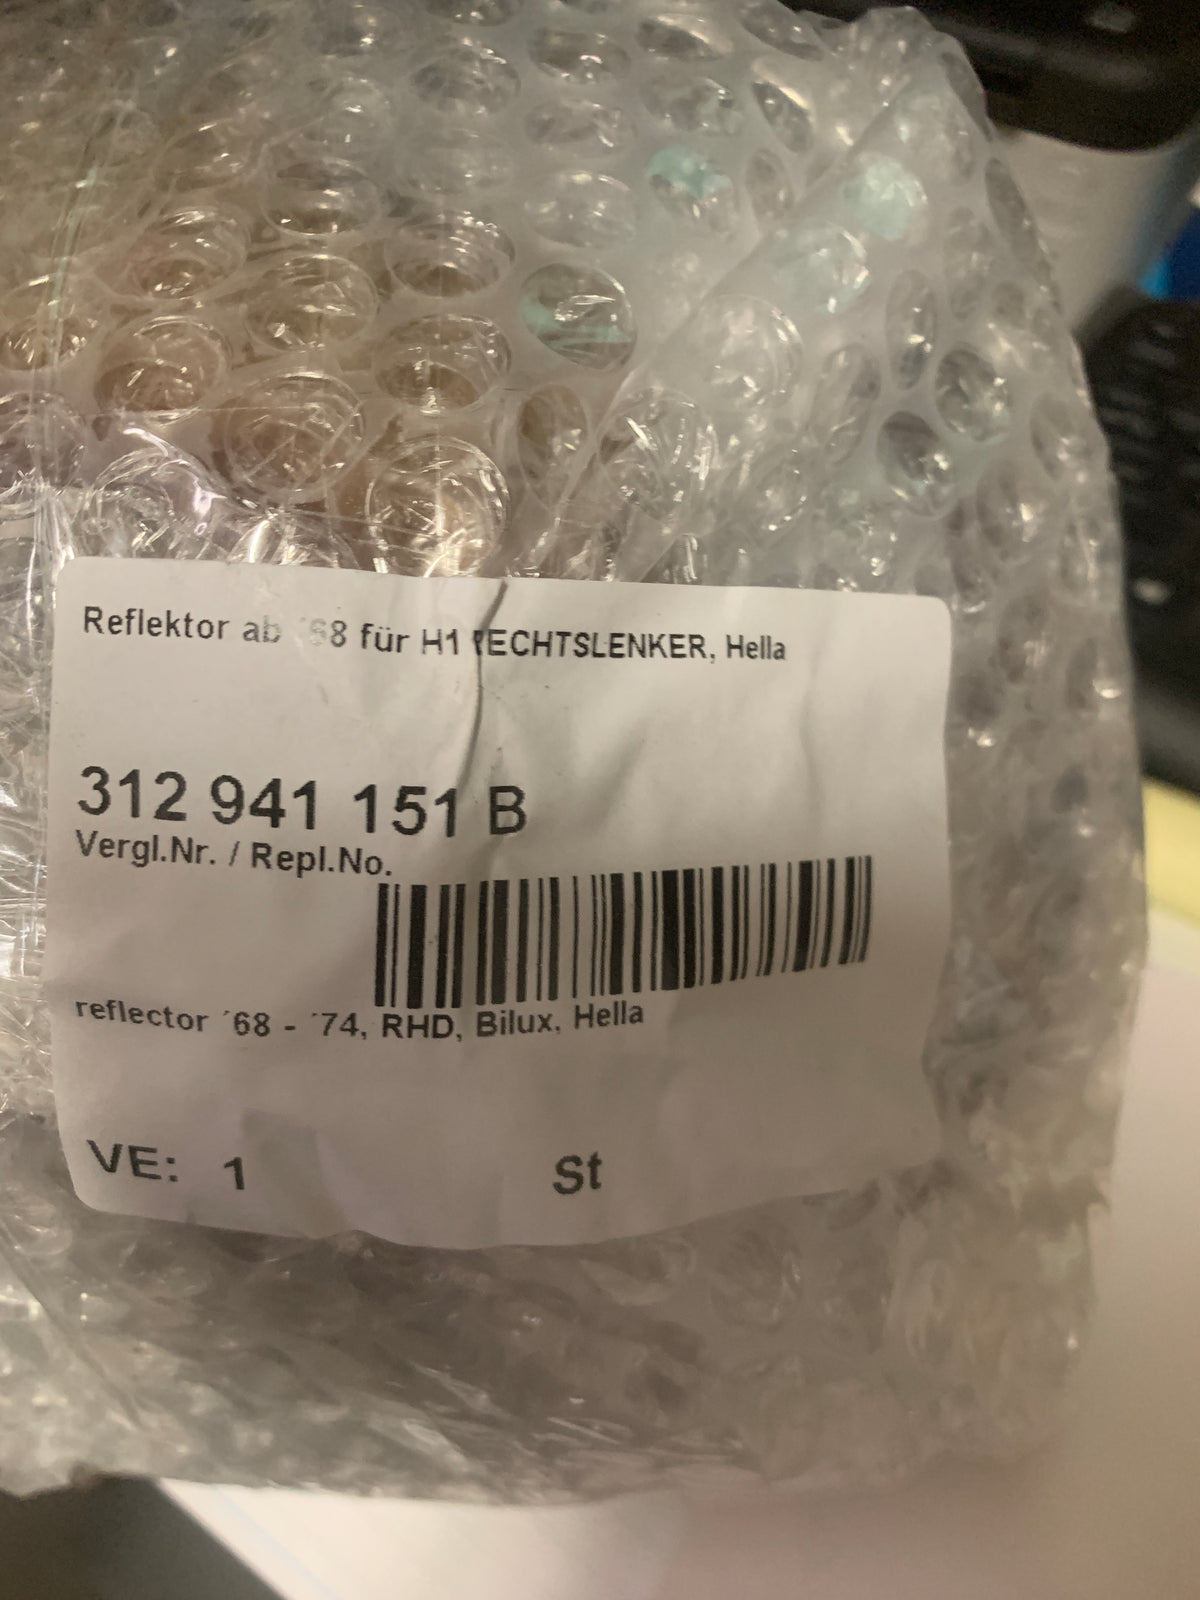 Reflektor ab ´68 für H1 RECHTSLENKER, Hella
312 941 151 B
Vergl.Nr. / Repl.No.
reflector ´68 - ´74, RHD, Bilux, Hella
VE: 1 St